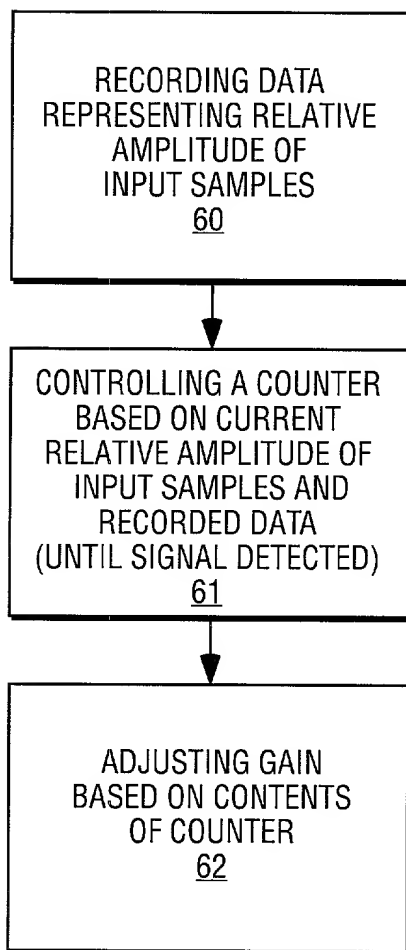 RECORDING DATA
REPRESENTING RELATIVE
AMPLITUDE OF
INPUT SAMPLES
60
CONTROLLING A COUNTER
BASED ON CURRENT
RELATIVE AMPLITUDE OF
INPUT SAMPLES AND
RECORDED DATA
(UNTIL SIGNAL DETECTED)
61
ADJUSTING GAIN
BASED ON CONTENTS
OF COUNTER
62